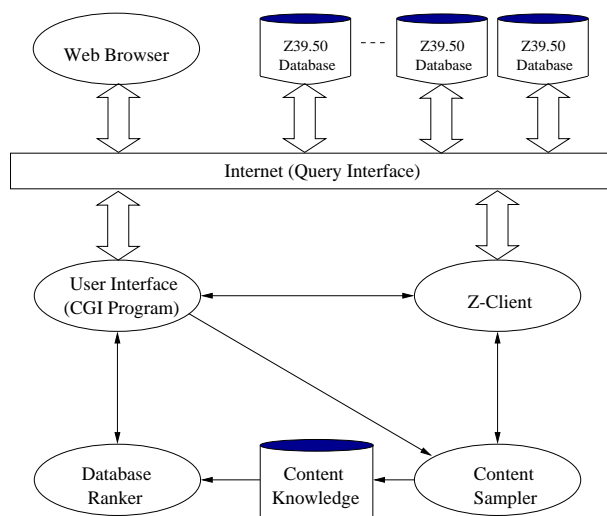 Web Browser
Z39.50
Database
Z39.50
Database
Z39.50
Database
Internet (Query Interface)
User Interface
(CGI Program)
Z-Client
Database
Ranker
Content
Knowledge
Content
Sampler